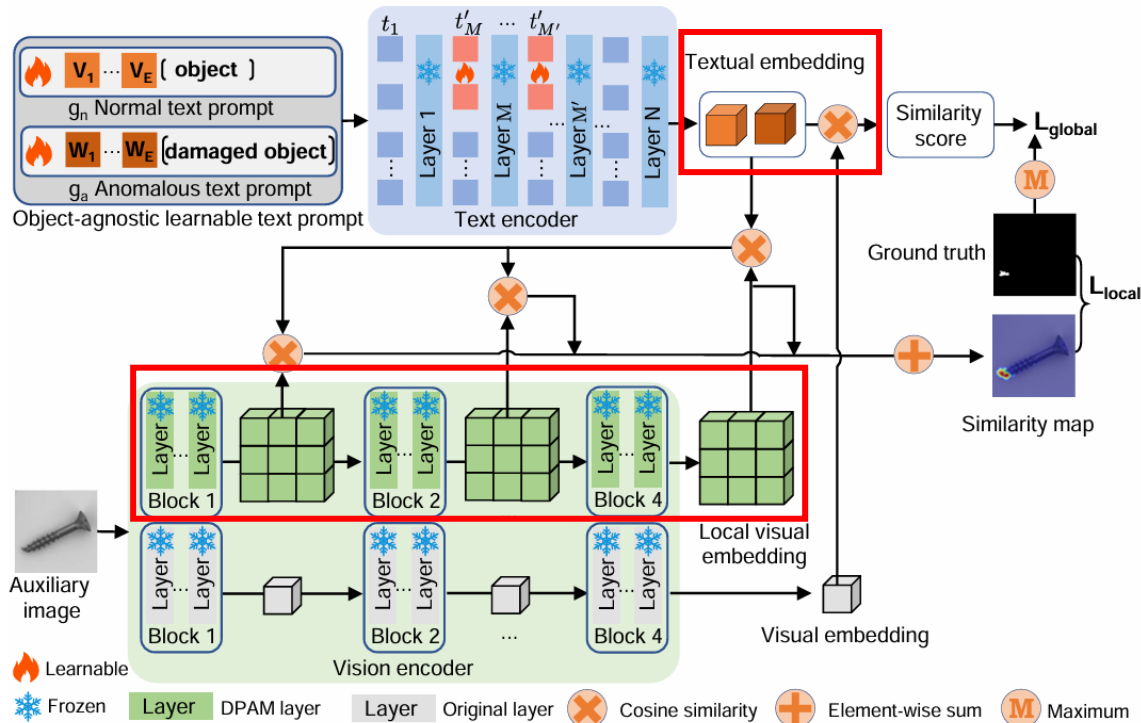 t₁ t′M ... t′M′
V₁ ... VE [ object ]
gₙ Normal text prompt
W₁ ... WE [damaged object]
gₐ Anomalous text prompt
Object-agnostic learnable text prompt
Layer 1
Layer M
Layer M′
Layer N
Text encoder
Textual embedding
Similarity
score
L_global
M
Ground truth
L_local
Similarity map
Layer ... Layer
Block 1
Layer ... Layer
Block 2
Layer ... Layer
Block 4
Local visual
embedding
Auxiliary
image
Layer ... Layer
Block 1
Layer ... Layer
Block 2
...
Layer ... Layer
Block 4
Visual embedding
Vision encoder
Learnable
Frozen
Layer DPAM layer
Layer Original layer
Cosine similarity
Element-wise sum
M Maximum